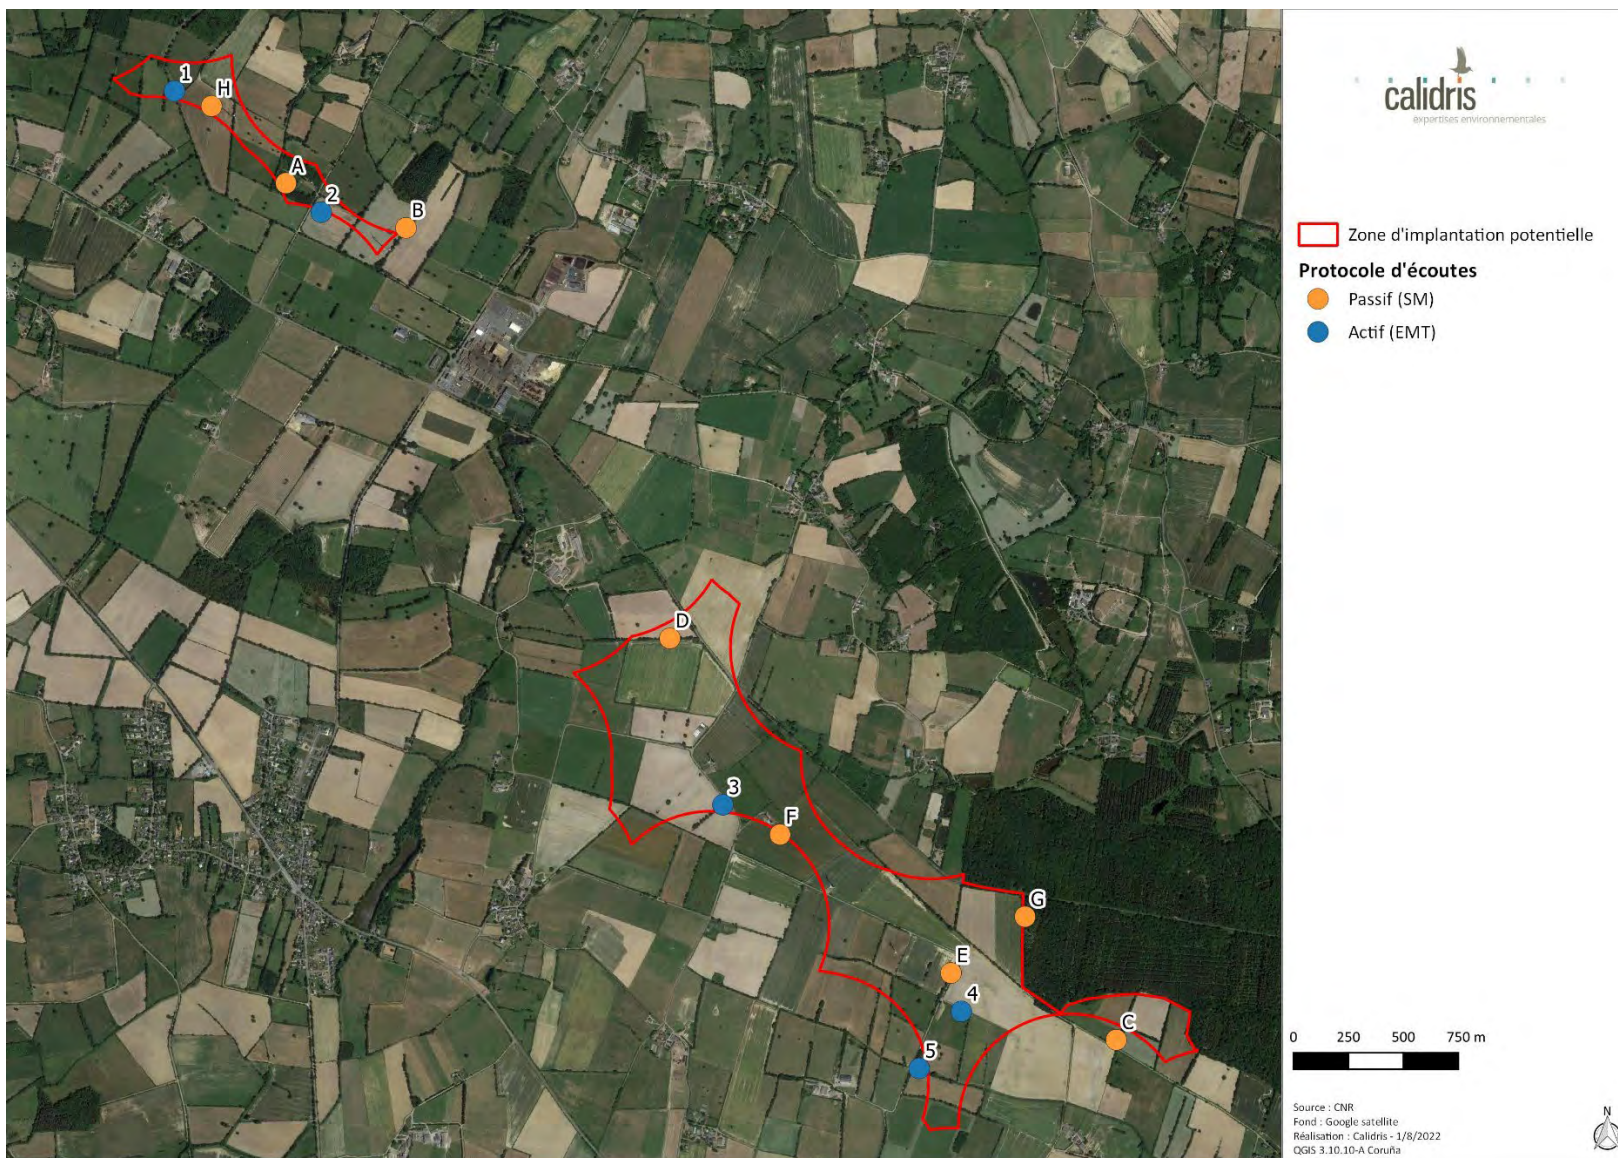 1
H
A
2
B
D
3
F
G
E
4
C
5
calidris
expertises environnementales
Zone d'implantation potentielle
Protocole d'écoutes
Passif (SM)
Actif (EMT)
0 250 500 750 m
Source : CNR
Fond : Google satellite
Réalisation : Calidris - 1/8/2022
QGIS 3.10.10-A Coruña
N